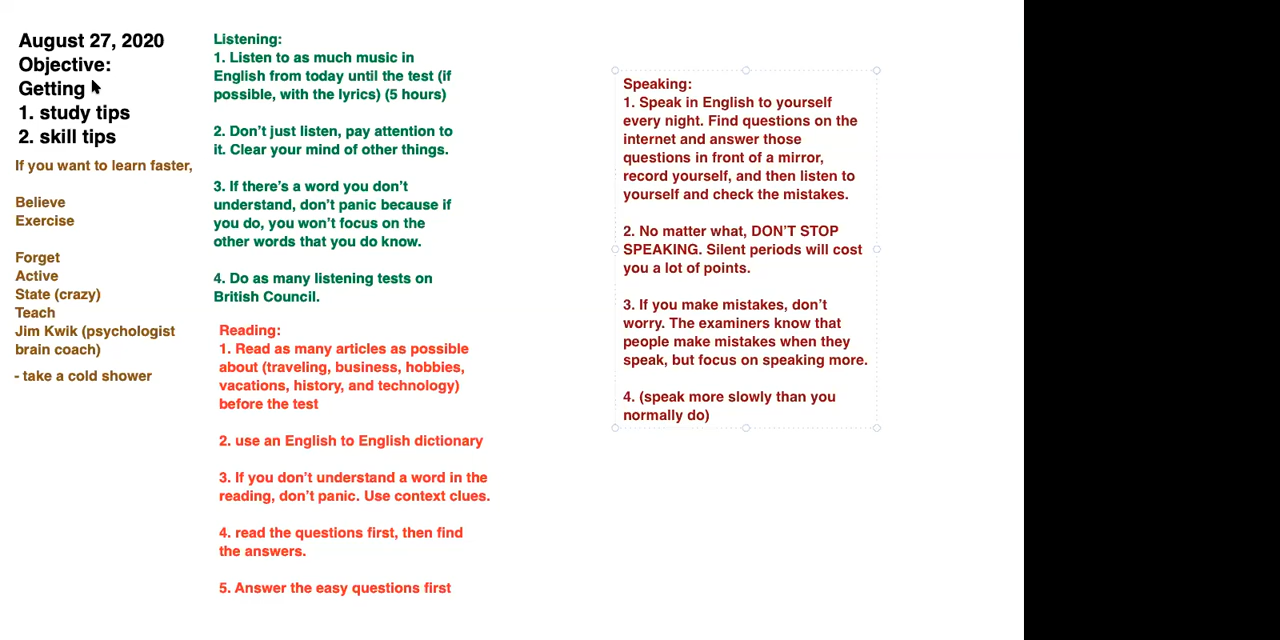 August 27, 2020
Objective:
Getting
1. study tips
2. skill tips
If you want to learn faster,
Believe
Exercise
Forget
Active
State (crazy)
Teach
Jim Kwik (psychologist
brain coach)
- take a cold shower
Listening:
1. Listen to as much music in
English from today until the test (if
possible, with the lyrics) (5 hours)
2. Don’t just listen, pay attention to
it. Clear your mind of other things.
3. If there’s a word you don’t
understand, don’t panic because if
you do, you won’t focus on the
other words that you do know.
4. Do as many listening tests on
British Council.
Reading:
1. Read as many articles as possible
about (traveling, business, hobbies,
vacations, history, and technology)
before the test
2. use an English to English dictionary
3. If you don’t understand a word in the
reading, don’t panic. Use context clues.
4. read the questions first, then find
the answers.
5. Answer the easy questions first
Speaking:
1. Speak in English to yourself
every night. Find questions on the
internet and answer those
questions in front of a mirror,
record yourself, and then listen to
yourself and check the mistakes.
2. No matter what, DON’T STOP
SPEAKING. Silent periods will cost
you a lot of points.
3. If you make mistakes, don’t
worry. The examiners know that
people make mistakes when they
speak, but focus on speaking more.
4. (speak more slowly than you
normally do)